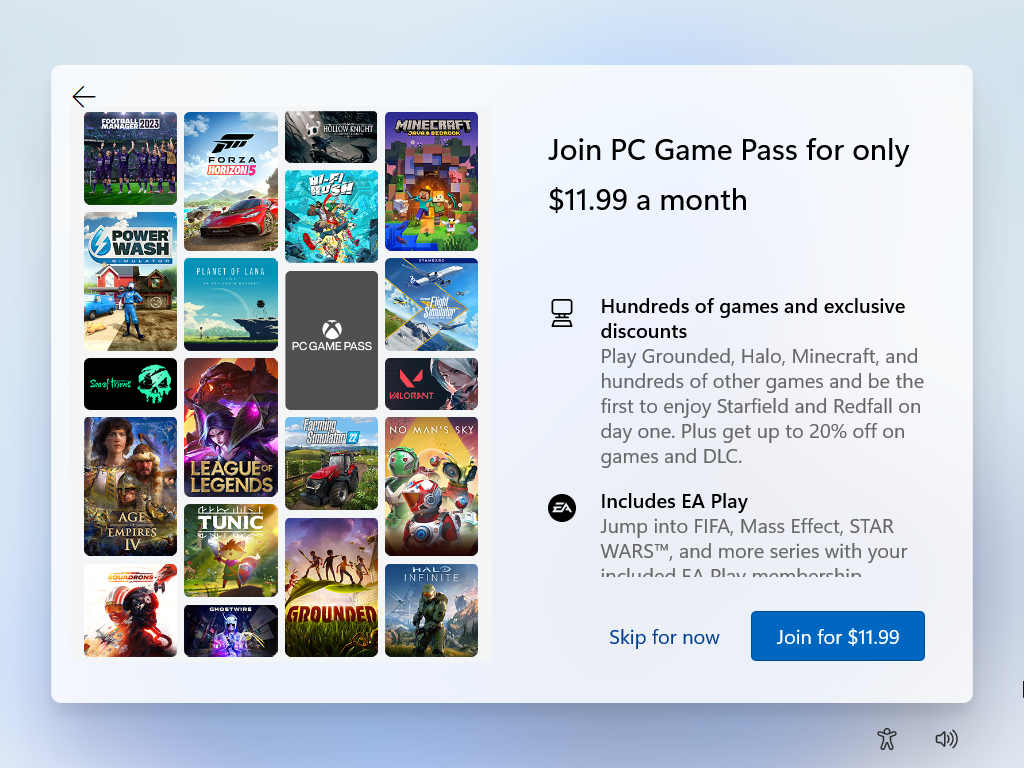 FOOTBALL
MANAGER 2023
FORZA
HORIZON 5
HOLLOW KNIGHT
MINECRAFT
JAVA & BEDROCK
HI-FI
RUSH
POWER
WASH
SIMULATOR
PLANET OF LANA
PC GAME PASS
STANDARD
Flight
Simulator
Sea of Thieves
LEAGUE OF
LEGENDS
VALORANT
Farming
Simulator 22
NO MAN'S SKY
AGE
OF
EMPIRES
IV
TUNIC
GROUNDED
SQUADRONS
GHOSTWIRE
HALO
INFINITE
Join PC Game Pass for only
$11.99 a month
Hundreds of games and exclusive
discounts
Play Grounded, Halo, Minecraft, and
hundreds of other games and be the
first to enjoy Starfield and Redfall on
day one. Plus get up to 20% off on
games and DLC.
EA
Includes EA Play
Jump into FIFA, Mass Effect, STAR
WARS™, and more series with your
included EA Play membership.
Skip for now
Join for $11.99